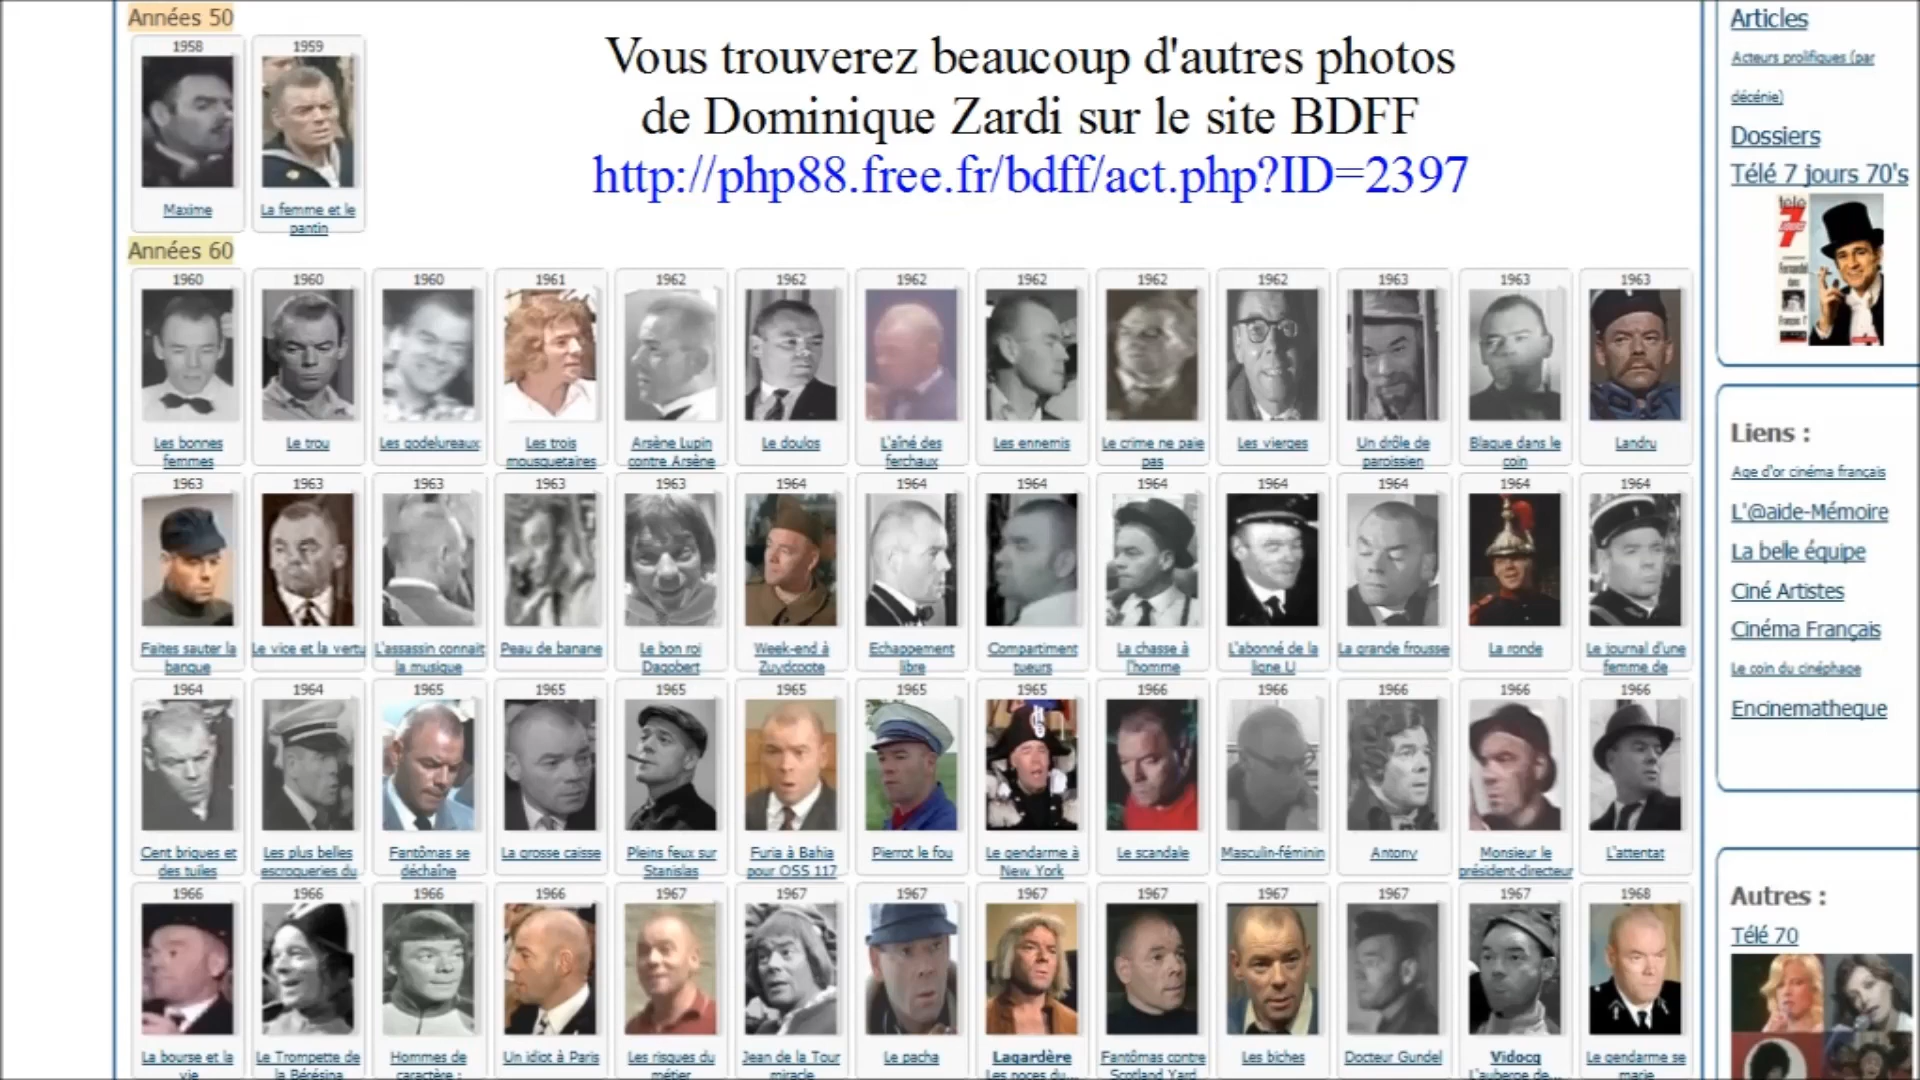 Années 50
Vous trouverez beaucoup d'autres photos
de Dominique Zardi sur le site BDFF
http://php88.free.fr/bdff/act.php?ID=2397
1958 1959
Maxime La femme et le
pantin
Années 60
1960 1960 1960 1961 1962 1962 1962 1962 1962 1962 1963 1963 1963
Les bonnes Le trou Les godelureaux Les trois Arsène Lupin Le doulos L'aîné des Les ennemis Le crime ne paie Les vierges Un drôle de Blague dans le Landru
femmes mousquetaires contre Arsène ferchaux pas paroissien coin
1963 1963 1963 1963 1963 1964 1964 1964 1964 1964 1964 1964 1964
Faites sauter la Le vice et la vertu L'assassin connait Peau de banane Le bon roi Week-end à Echappement Compartiment La chasse à L'abonné de la La grande frousse La ronde Le journal d'une
banque la musique Dagobert Zuydcoote libre tueurs l'homme ligne U femme de
1964 1964 1965 1965 1965 1965 1965 1965 1966 1966 1966 1966 1966
Cent briques et Les plus belles Fantômas se La grosse caisse Pleins feux sur Furia à Bahia Pierrot le fou Le gendarme à Le scandale Masculin-féminin Antony Monsieur le L'attentat
des tuiles escroqueries du déchaîne Stanislas pour OSS 117 New York président-directeur
1966 1966 1966 1966 1967 1967 1967 1967 1967 1967 1967 1967 1968
La bourse et la Le Trompette de Hommes de Un idiot à Paris Les risques du Jean de la Tour Le pacha Lagardère Fantômas contre Les biches Docteur Gundel Vidocq Le gendarme se
vie la Bérésina caractère : métier miracle Les noces du... Scotland Yard L'auberge de... marie
Articles
Acteurs prolifiques (par
décénie)
Dossiers
Télé 7 jours 70's
Liens :
Age d'or cinéma français
L'@aide-Mémoire
La belle équipe
Ciné Artistes
Cinéma Français
Le coin du cinéphage
Encinematheque
Autres :
Télé 70